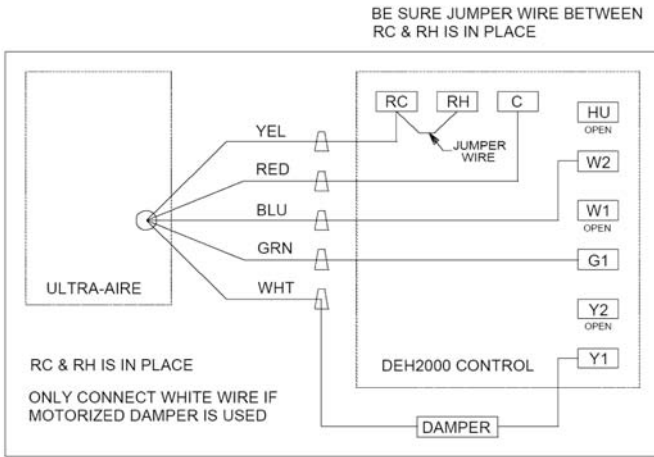 BE SURE JUMPER WIRE BETWEEN
RC & RH IS IN PLACE
RC
RH
C
HU
OPEN
YEL
JUMPER
WIRE
W2
RED
BLU
W1
OPEN
GRN
G1
ULTRA-AIRE
WHT
Y2
OPEN
RC & RH IS IN PLACE
DEH2000 CONTROL
Y1
ONLY CONNECT WHITE WIRE IF
MOTORIZED DAMPER IS USED
DAMPER